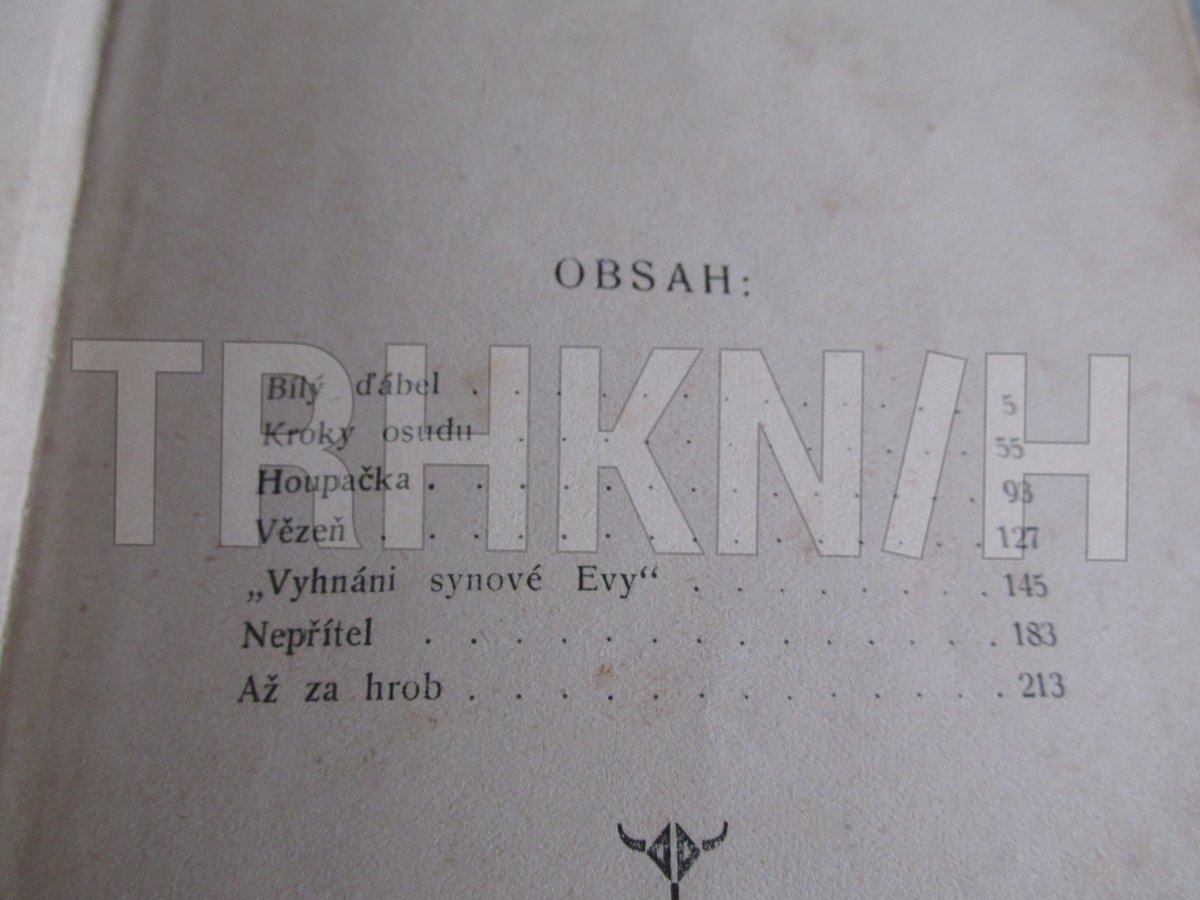 OBSAH:
Bílý ďábel . . . . . . . . . . . . 5
Kroky osudu . . . . . . . . . . . 55
Houpačka . . . . . . . . . . . . 93
Vězeň . . . . . . . . . . . . . . 127
„Vyhnáni synové Evy“ . . . . . . . 145
Nepřítel . . . . . . . . . . . . . 183
Až za hrob . . . . . . . . . . . . 213
TRHKNIH